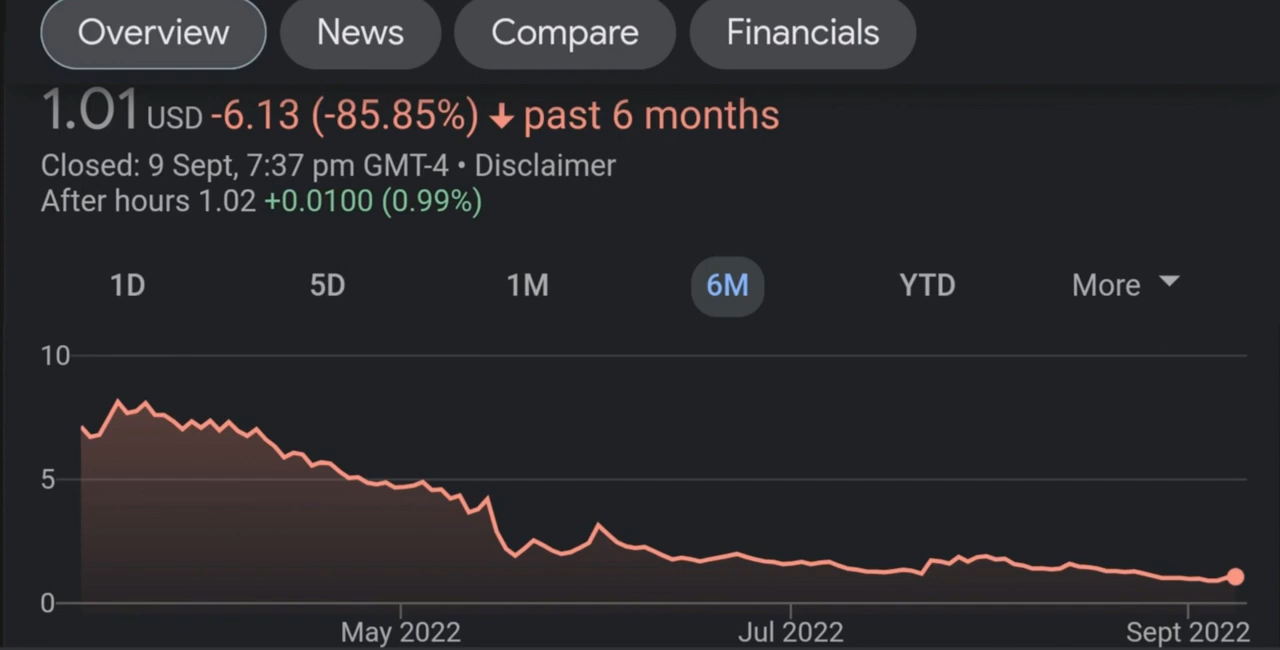 Overview News Compare Financials
1.01 USD -6.13 (-85.85%) ↓ past 6 months
Closed: 9 Sept, 7:37 pm GMT-4 • Disclaimer
After hours 1.02 +0.0100 (0.99%)
1D 5D 1M 6M YTD More
10
5
0
May 2022 Jul 2022 Sept 2022